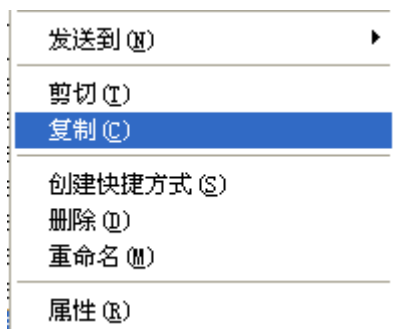 发送到(N)
剪切(T)
复制(C)
创建快捷方式(S)
删除(D)
重命名(M)
属性(R)